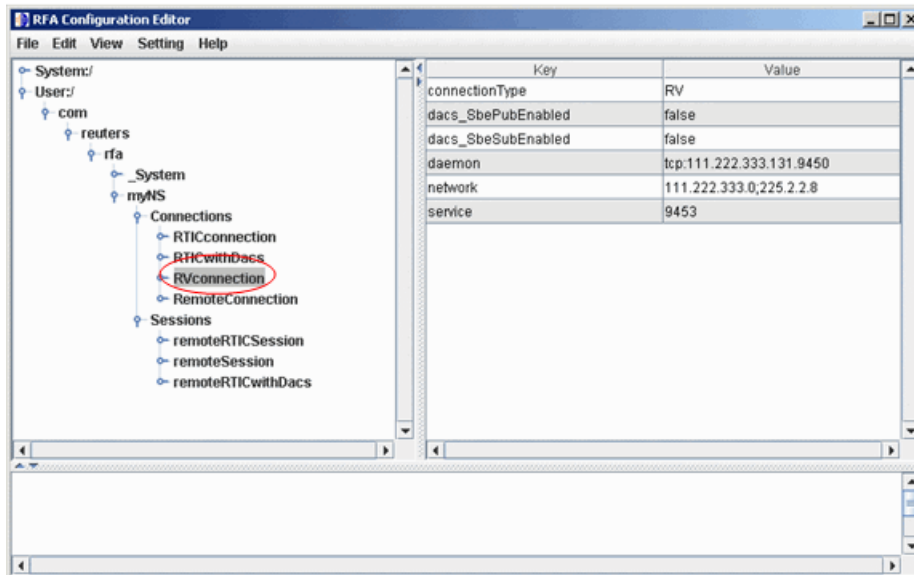 RFA Configuration Editor
File Edit View Setting Help
System:/
User:/
com
reuters
rfa
_System
myNS
Connections
RTICconnection
RTICwithDacs
RVconnection
RemoteConnection
Sessions
remoteRTICSession
remoteSession
remoteRTICwithDacs
Key Value
connectionType RV
dacs_SbePubEnabled false
dacs_SbeSubEnabled false
daemon tcp:111.222.333.131.9450
network 111.222.333.0;225.2.2.8
service 9453